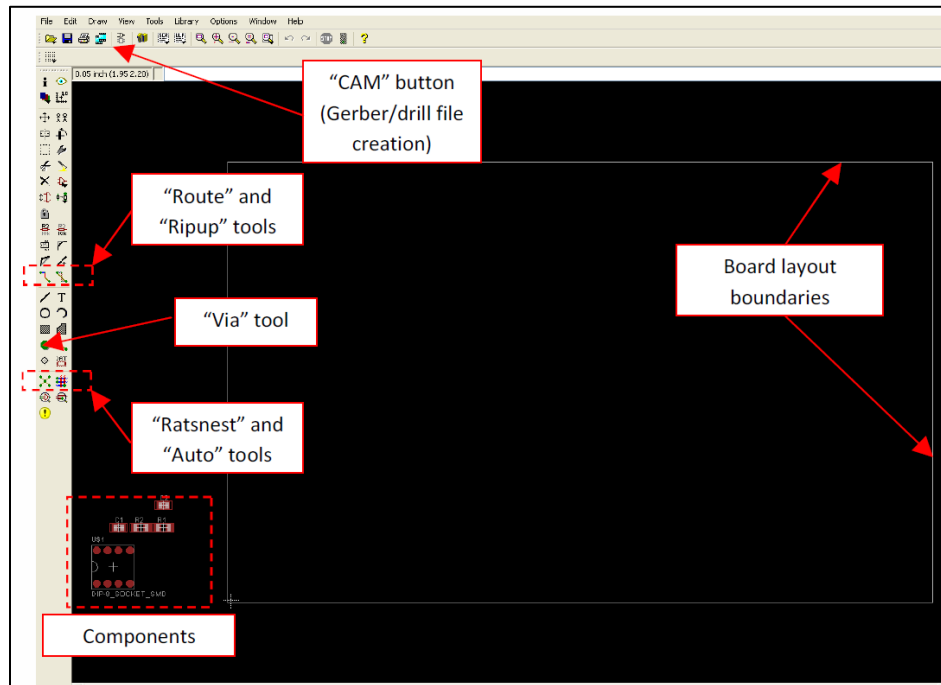 File Edit Draw View Tools Library Options Window Help
0.05 inch (1.95 2.20)
“CAM” button
(Gerber/drill file
creation)
“Route” and
“Ripup” tools
Board layout
boundaries
“Via” tool
“Ratsnest” and
“Auto” tools
C1 R2 R1
U$1
DIP-8_SOCKET_SMD
Components